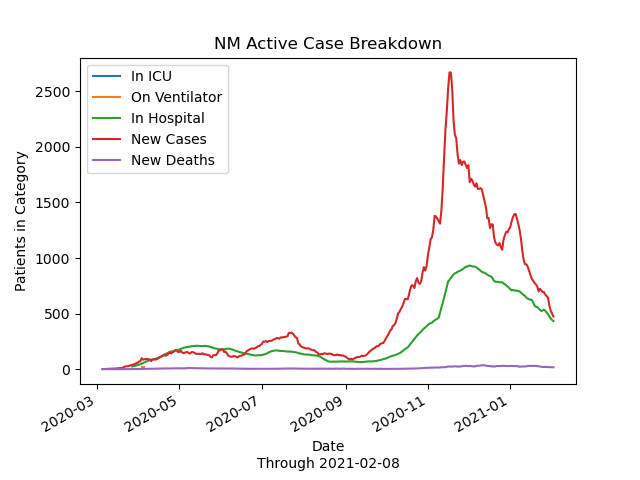 NM Active Case Breakdown
In ICU
On Ventilator
In Hospital
New Cases
New Deaths
Patients in Category
2500
2000
1500
1000
500
0
2020-03
2020-05
2020-07
2020-09
2020-11
2021-01
Date
Through 2021-02-08